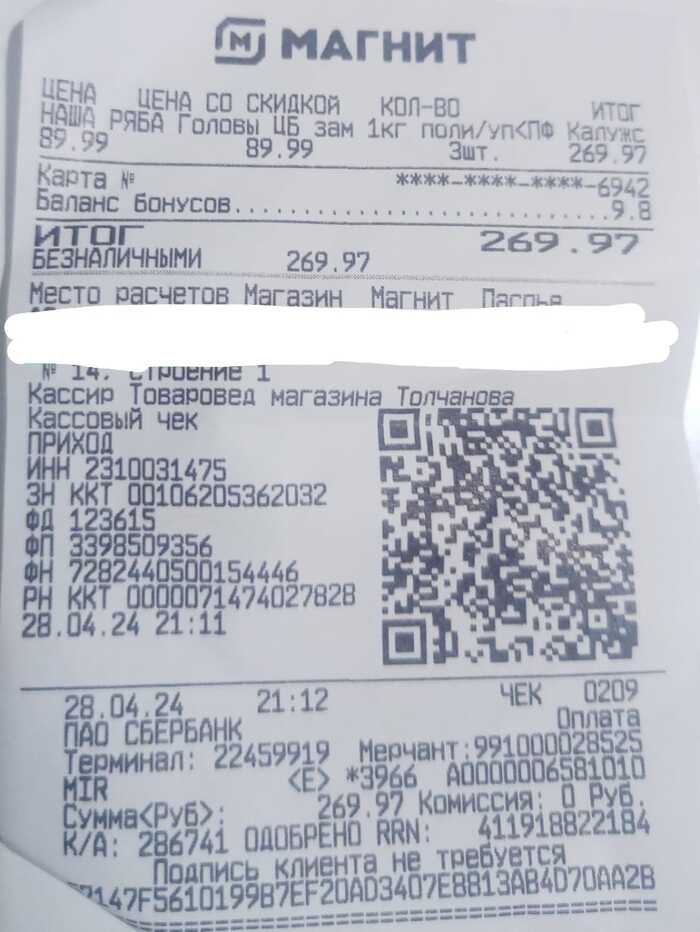 МАГНИТ
ЦЕНА ЦЕНА СО СКИДКОЙ КОЛ-ВО ИТОГ
НАША РЯБА Головы ЦБ зам 1кг поли/уп<ПФ Калужс
89.99 89.99 3шт. 269.97
Карта № ****-****-****-6942
Баланс бонусов..............................9.8
ИТОГ 269.97
БЕЗНАЛИЧНЫМИ 269.97
Место расчетов Магазин Магнит
№ 14, строение 1
Кассир Товаровед магазина Толчанова
Кассовый чек
ПРИХОД
ИНН 2310031475
ЗН ККТ 00106205362032
ФД 123615
ФП 3398509356
ФН 7282440500154446
РН ККТ 0000071474027828
28.04.24 21:11
28.04.24 21:12 ЧЕК 0209
ПАО СБЕРБАНК Оплата
Терминал: 22459919 Мерчант:991000028525
MIR <E> *3966 A0000006581010
Сумма<Руб>: 269.97 Комиссия: 0 Руб.
К/А: 286741 ОДОБРЕНО RRN: 411918822184
Подпись клиента не требуется
7147F5610199B7EF20AD3407E8813AB4D70AA2B